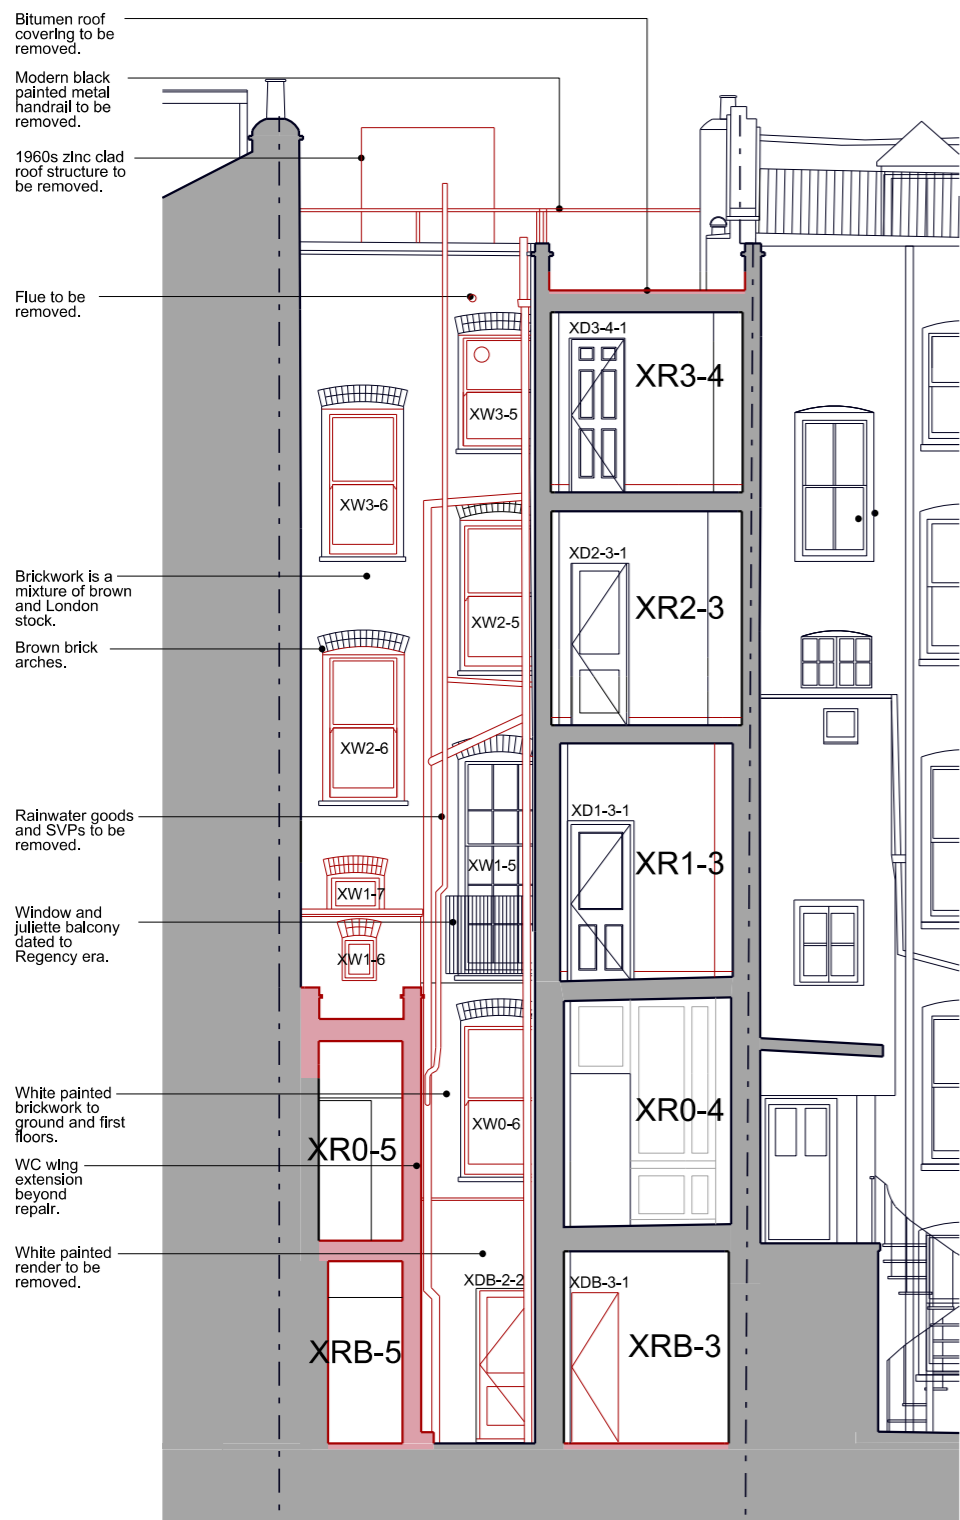 Bitumen roof
covering to be
removed.
Modern black
painted metal
handrail to be
removed.
1960s zinc clad
roof structure to
be removed.
Flue to be
removed.
XD3-4-1
XR3-4
XW3-5
XW3-6
XD2-3-1
XR2-3
Brickwork is a
mixture of brown
and London
stock.
XW2-5
Brown brick
arches.
XW2-6
Rainwater goods
and SVPs to be
removed.
XD1-3-1
XR1-3
XW1-5
XW1-7
Window and
juliette balcony
dated to
Regency era.
XW1-6
White painted
brickwork to
ground and first
floors.
XR0-4
XW0-6
XR0-5
WC wing
extension
beyond
repair.
White painted
render to be
removed.
XDB-2-2
XDB-3-1
XRB-5
XRB-3